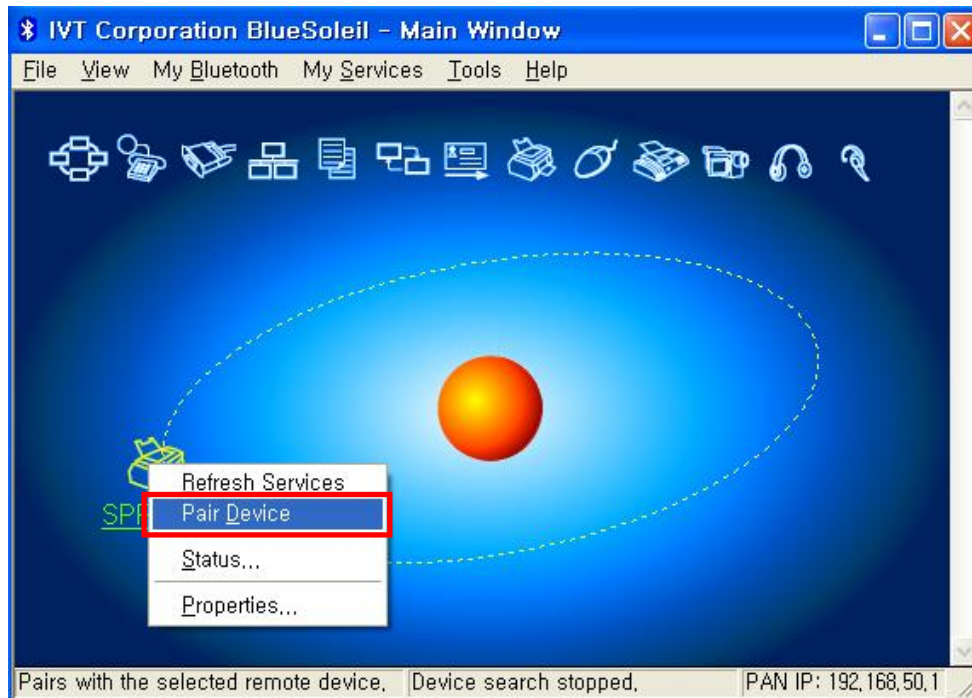 IVT Corporation BlueSoleil - Main Window
File View My Bluetooth My Services Tools Help
Refresh Services
Pair Device
Status...
Properties...
Pairs with the selected remote device, Device search stopped, PAN IP: 192,168,50,1